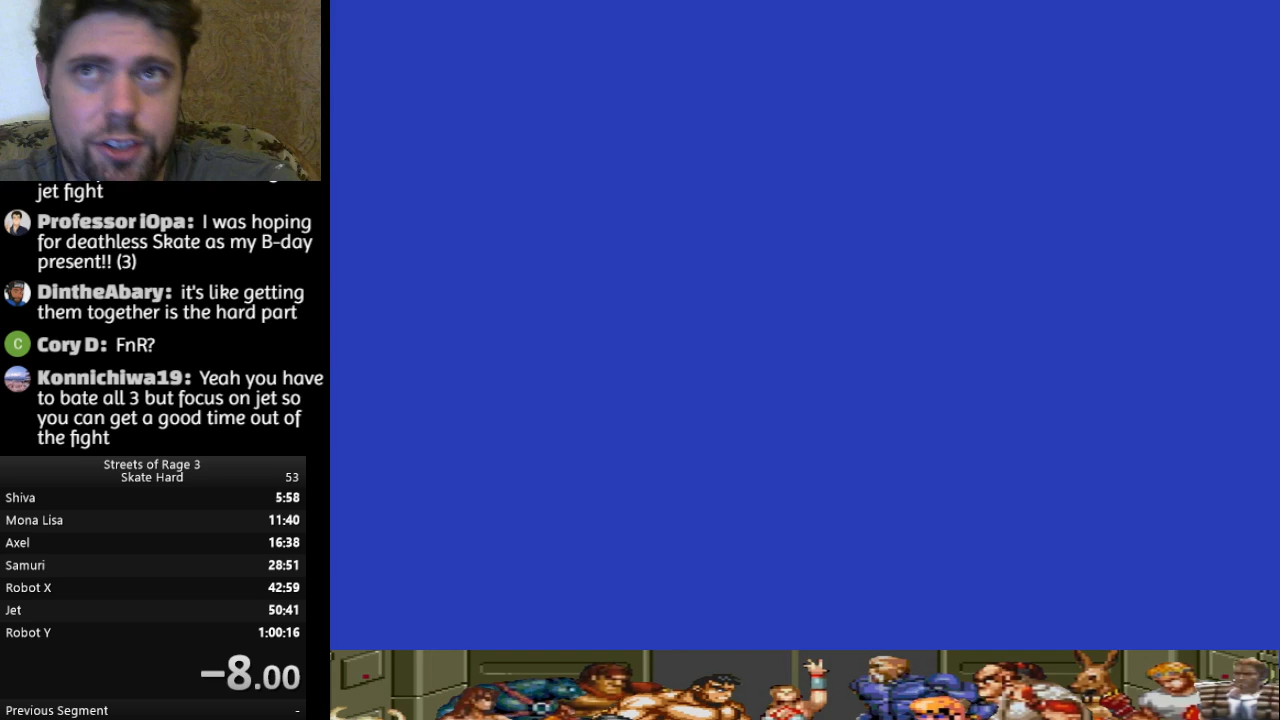 jet fight
Professor iOpa: I was hoping
for deathless Skate as my B-day
present!! (3)
DintheAbary: it's like getting
them together is the hard part
C Cory D: FnR?
Konnichiwa19: Yeah you have
to bate all 3 but focus on jet so
you can get a good time out of
the fight
Streets of Rage 3
Skate Hard 53
Shiva 5:58
Mona Lisa 11:40
Axel 16:38
Samuri 28:51
Robot X 42:59
Jet 50:41
Robot Y 1:00:16
−8.00
Previous Segment -